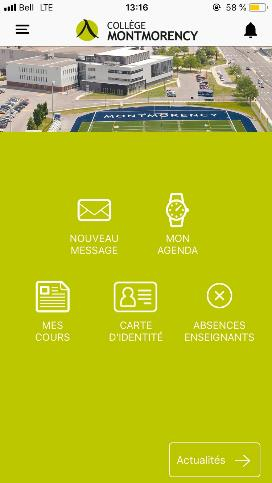 Bell LTE 13:16 58 %
COLLÈGE
MONTMORENCY
MONTMORENCY
NOUVEAU
MESSAGE
MON
AGENDA
MES
COURS
CARTE
D'IDENTITÉ
ABSENCES
ENSEIGNANTS
Actualités